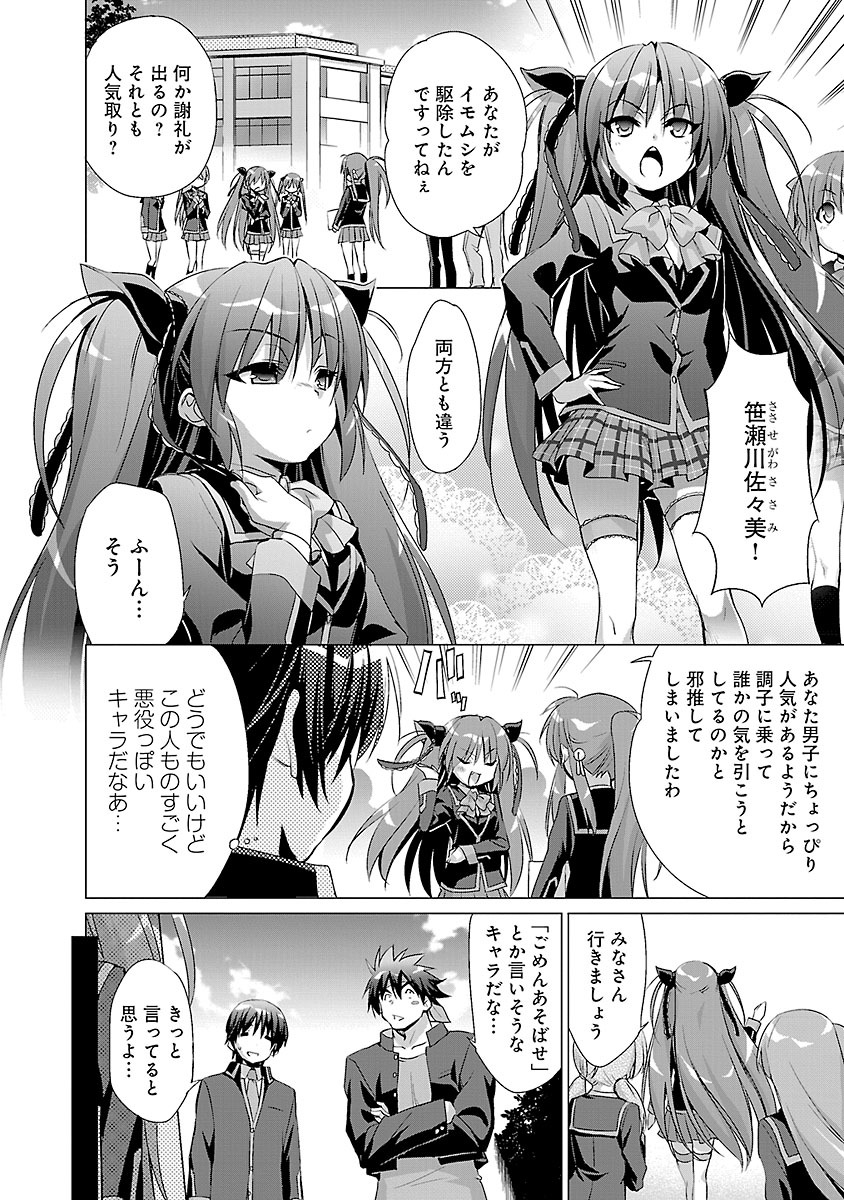 あなたが
イモムシを
駆除したん
ですってねぇ
何か謝礼が
出るの？
それとも
人気取り？
笹瀬川佐々美！
ささせがわささみ
両方とも違う
ふーん…
そう
あなた男子にちょっぴり
人気があるようだから
調子に乗って
誰かの気を引こうと
してるのかと
邪推して
しまいましたわ
どうでもいいけど
この人ものすごく
悪役っぽい
キャラだなあ…
みなさん
行きましょう
「ごめんあそばせ」
とか言いそうな
キャラだな…
きっと
言ってると
思うよ…